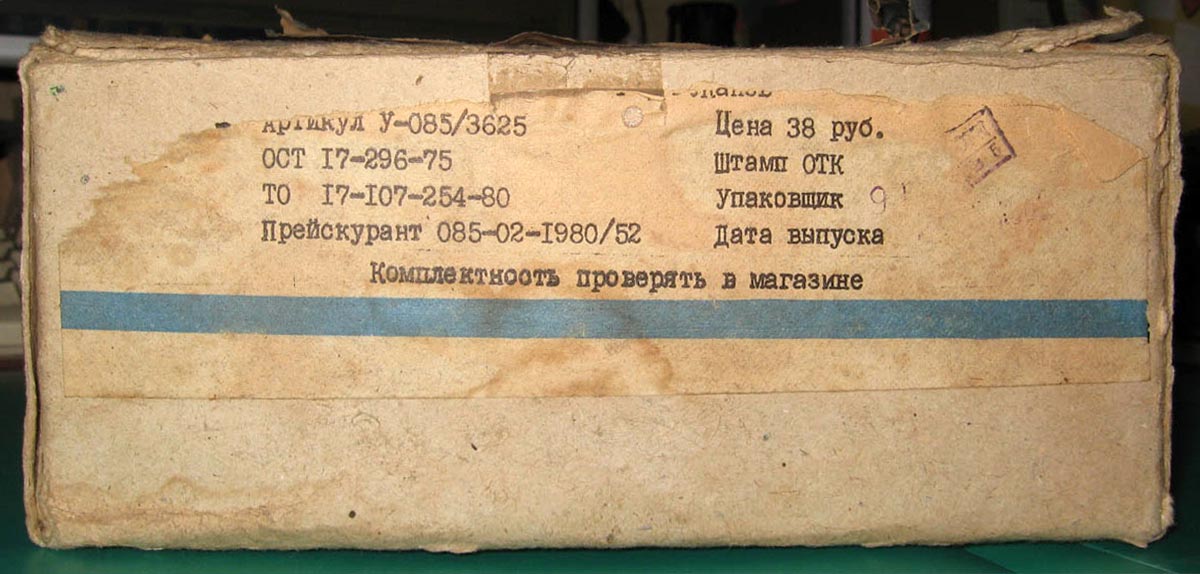 Артикул У-085/3625
ОСТ I7-296-75
ТО I7-I07-254-80
Прейскурант 085-02-I980/52
Цена 38 руб.
Штамп ОТК
Упаковщик 9
Дата выпуска
Комплектность проверять в магазине